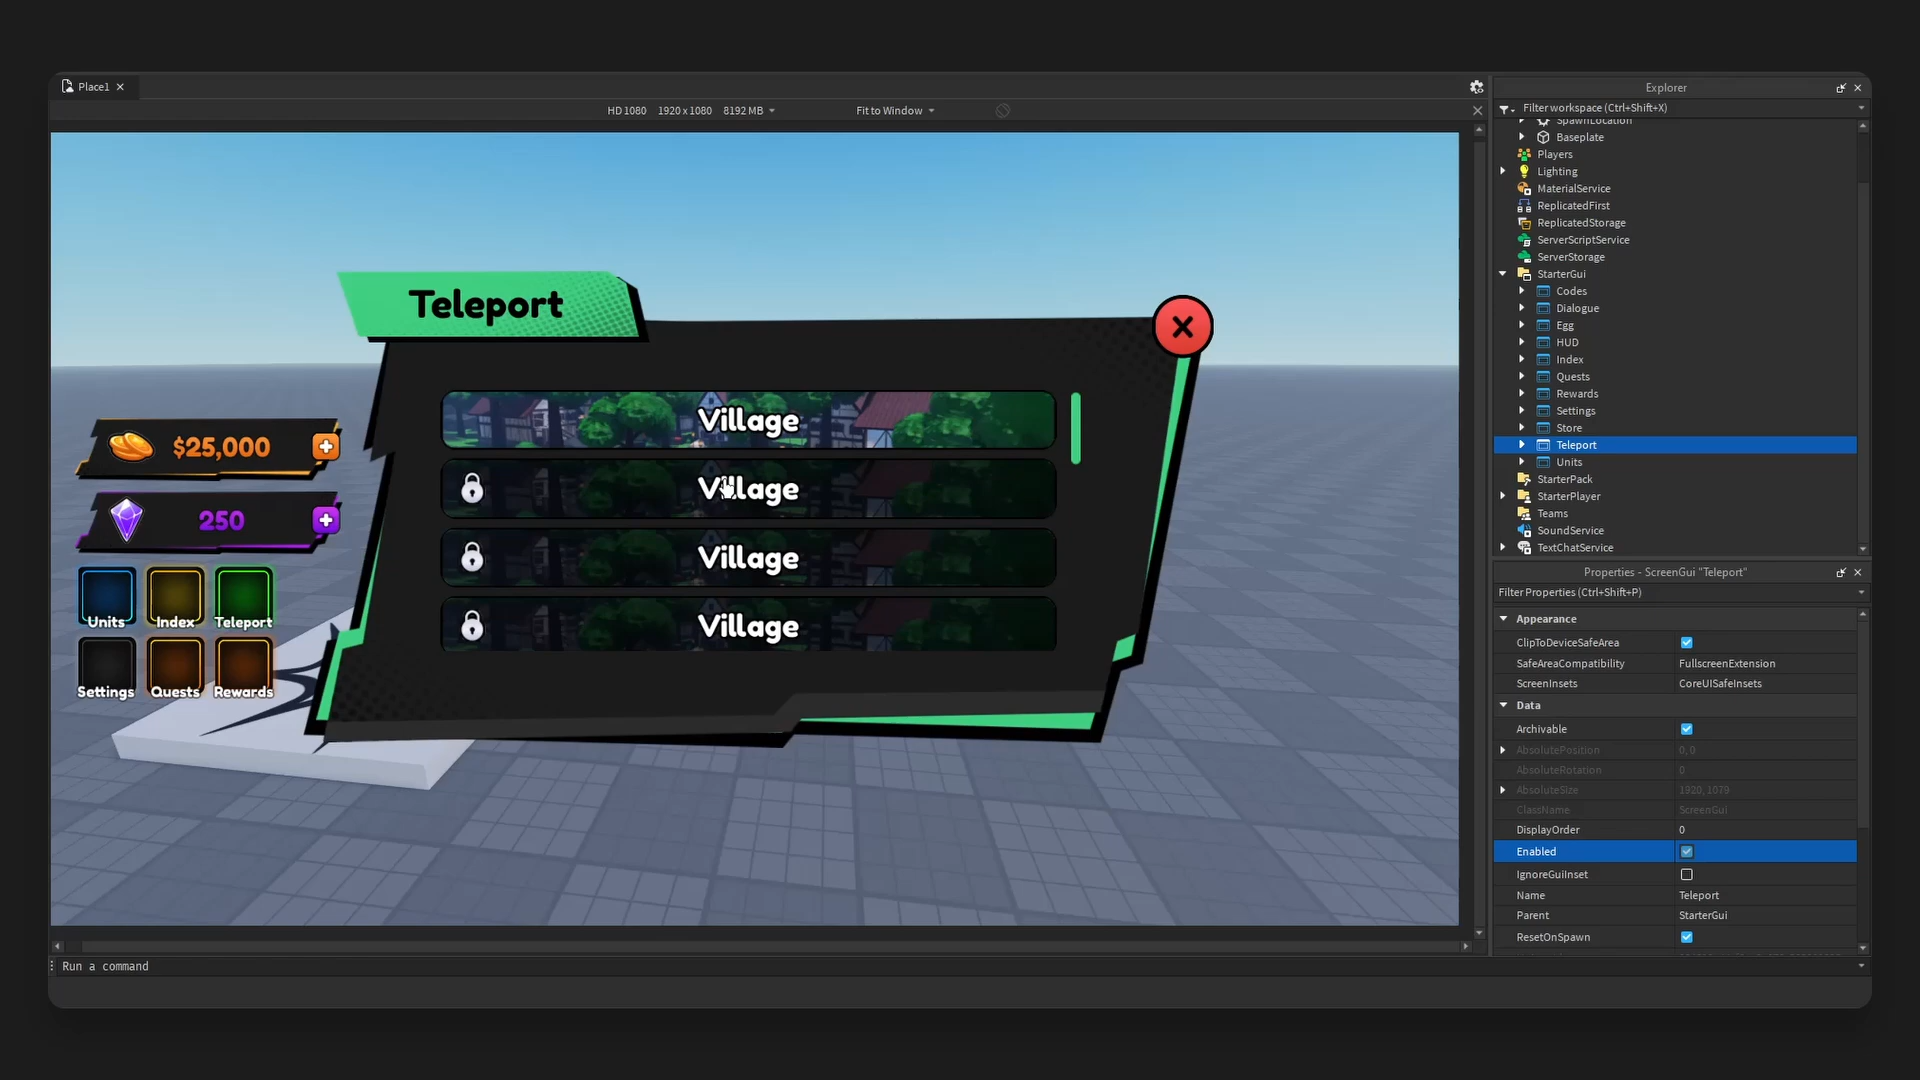 Place1
HD 1080 1920 x 1080 8192 MB
Fit to Window
Teleport
Village
Village
Village
Village
$25,000
250
Units
Index
Teleport
Settings
Quests
Rewards
Run a command
Explorer
Filter workspace (Ctrl+Shift+X)
SpawnLocation
Baseplate
Players
Lighting
MaterialService
ReplicatedFirst
ReplicatedStorage
ServerScriptService
ServerStorage
StarterGui
Codes
Dialogue
Egg
HUD
Index
Quests
Rewards
Settings
Store
Teleport
Units
StarterPack
StarterPlayer
Teams
SoundService
TextChatService
Properties - ScreenGui "Teleport"
Filter Properties (Ctrl+Shift+P)
Appearance
ClipToDeviceSafeArea
SafeAreaCompatibility FullscreenExtension
ScreenInsets CoreUISafeInsets
Data
Archivable
AbsolutePosition 0, 0
AbsoluteRotation 0
AbsoluteSize 1920, 1079
ClassName ScreenGui
DisplayOrder 0
Enabled
IgnoreGuiInset
Name Teleport
Parent StarterGui
ResetOnSpawn